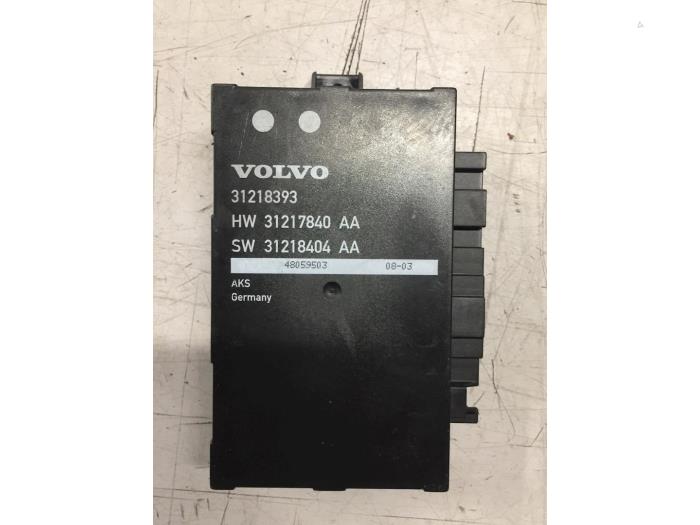 VOLVO
31218393
HW 31217840 AA
SW 31218404 AA
48059503 08-03
AKS
Germany